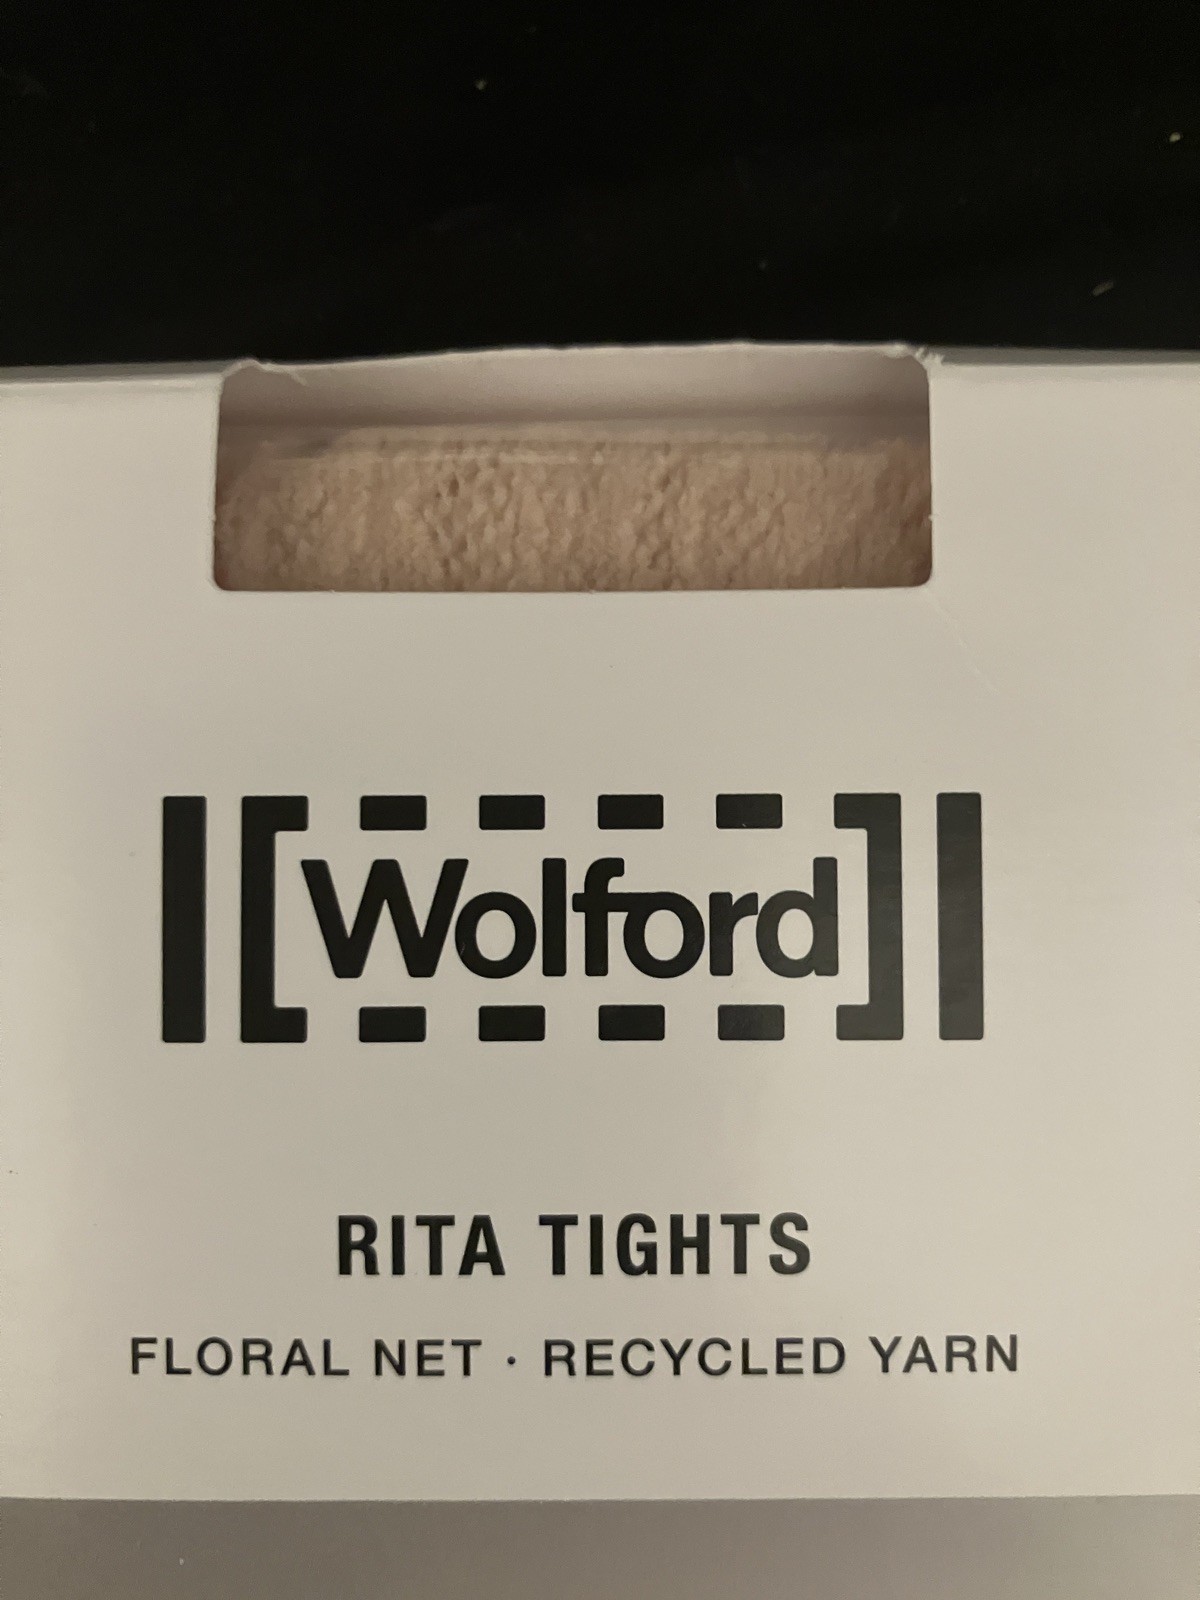 Wolford
RITA TIGHTS
FLORAL NET · RECYCLED YARN